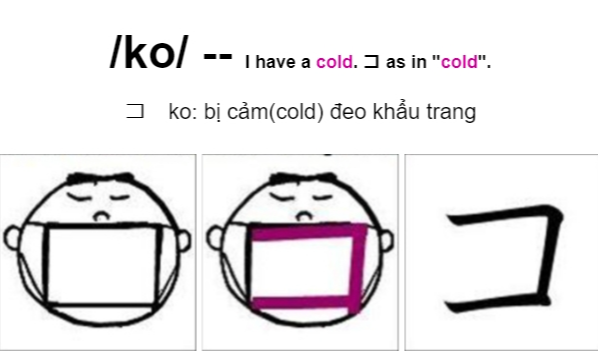 /ko/ -- I have a cold. コ as in "cold".
コ ko: bị cảm(cold) đeo khẩu trang
コ